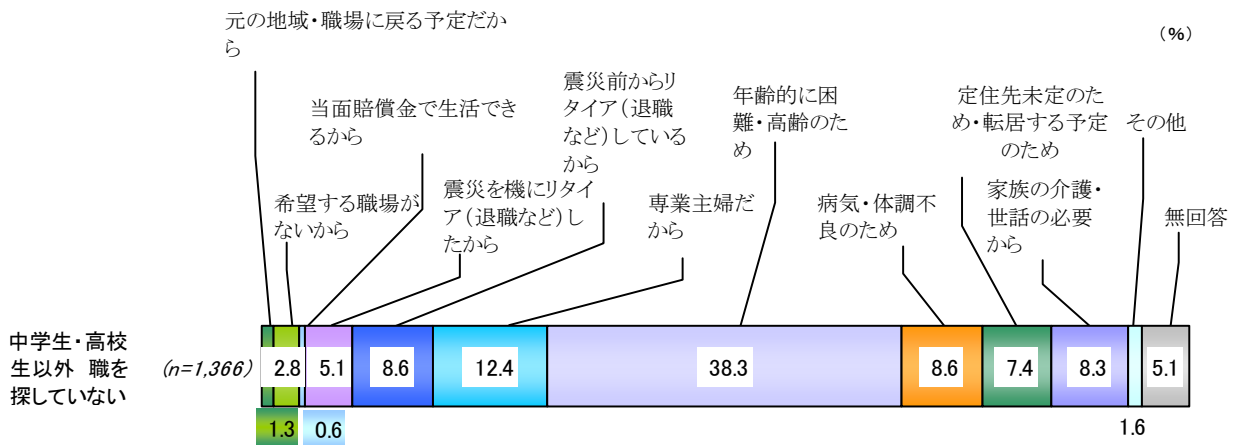 元の地域・職場に戻る予定だか
ら
(%)
当面賠償金で生活でき
るから
震災前からリ
タイア(退職
など)している
から
年齢的に困
難・高齢のた
め
定住先未定のた
め・転居する予定
のため
その他
希望する職場が
ないから
震災を機にリタイ
ア(退職など)し
たから
専業主婦だ
から
病気・体調不
良のため
家族の介護・
世話の必要
から
無回答
中学生・高校
生以外 職を
探していない
(n=1,366)
2.8
5.1
8.6
12.4
38.3
8.6
7.4
8.3
5.1
1.3
0.6
1.6